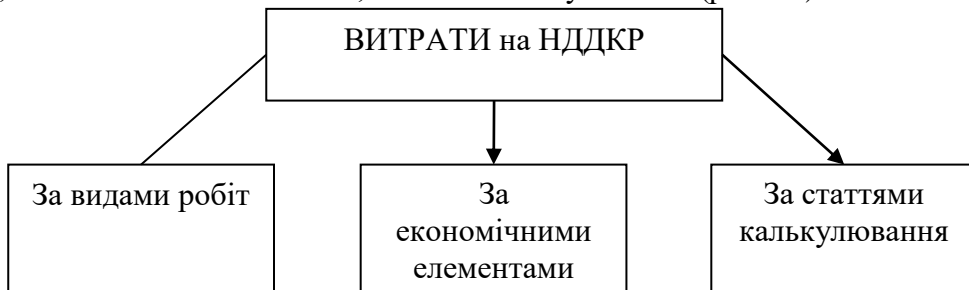 ВИТРАТИ на НДДКР
За видами робіт
За
економічними
елементами
За статтями
калькулювання